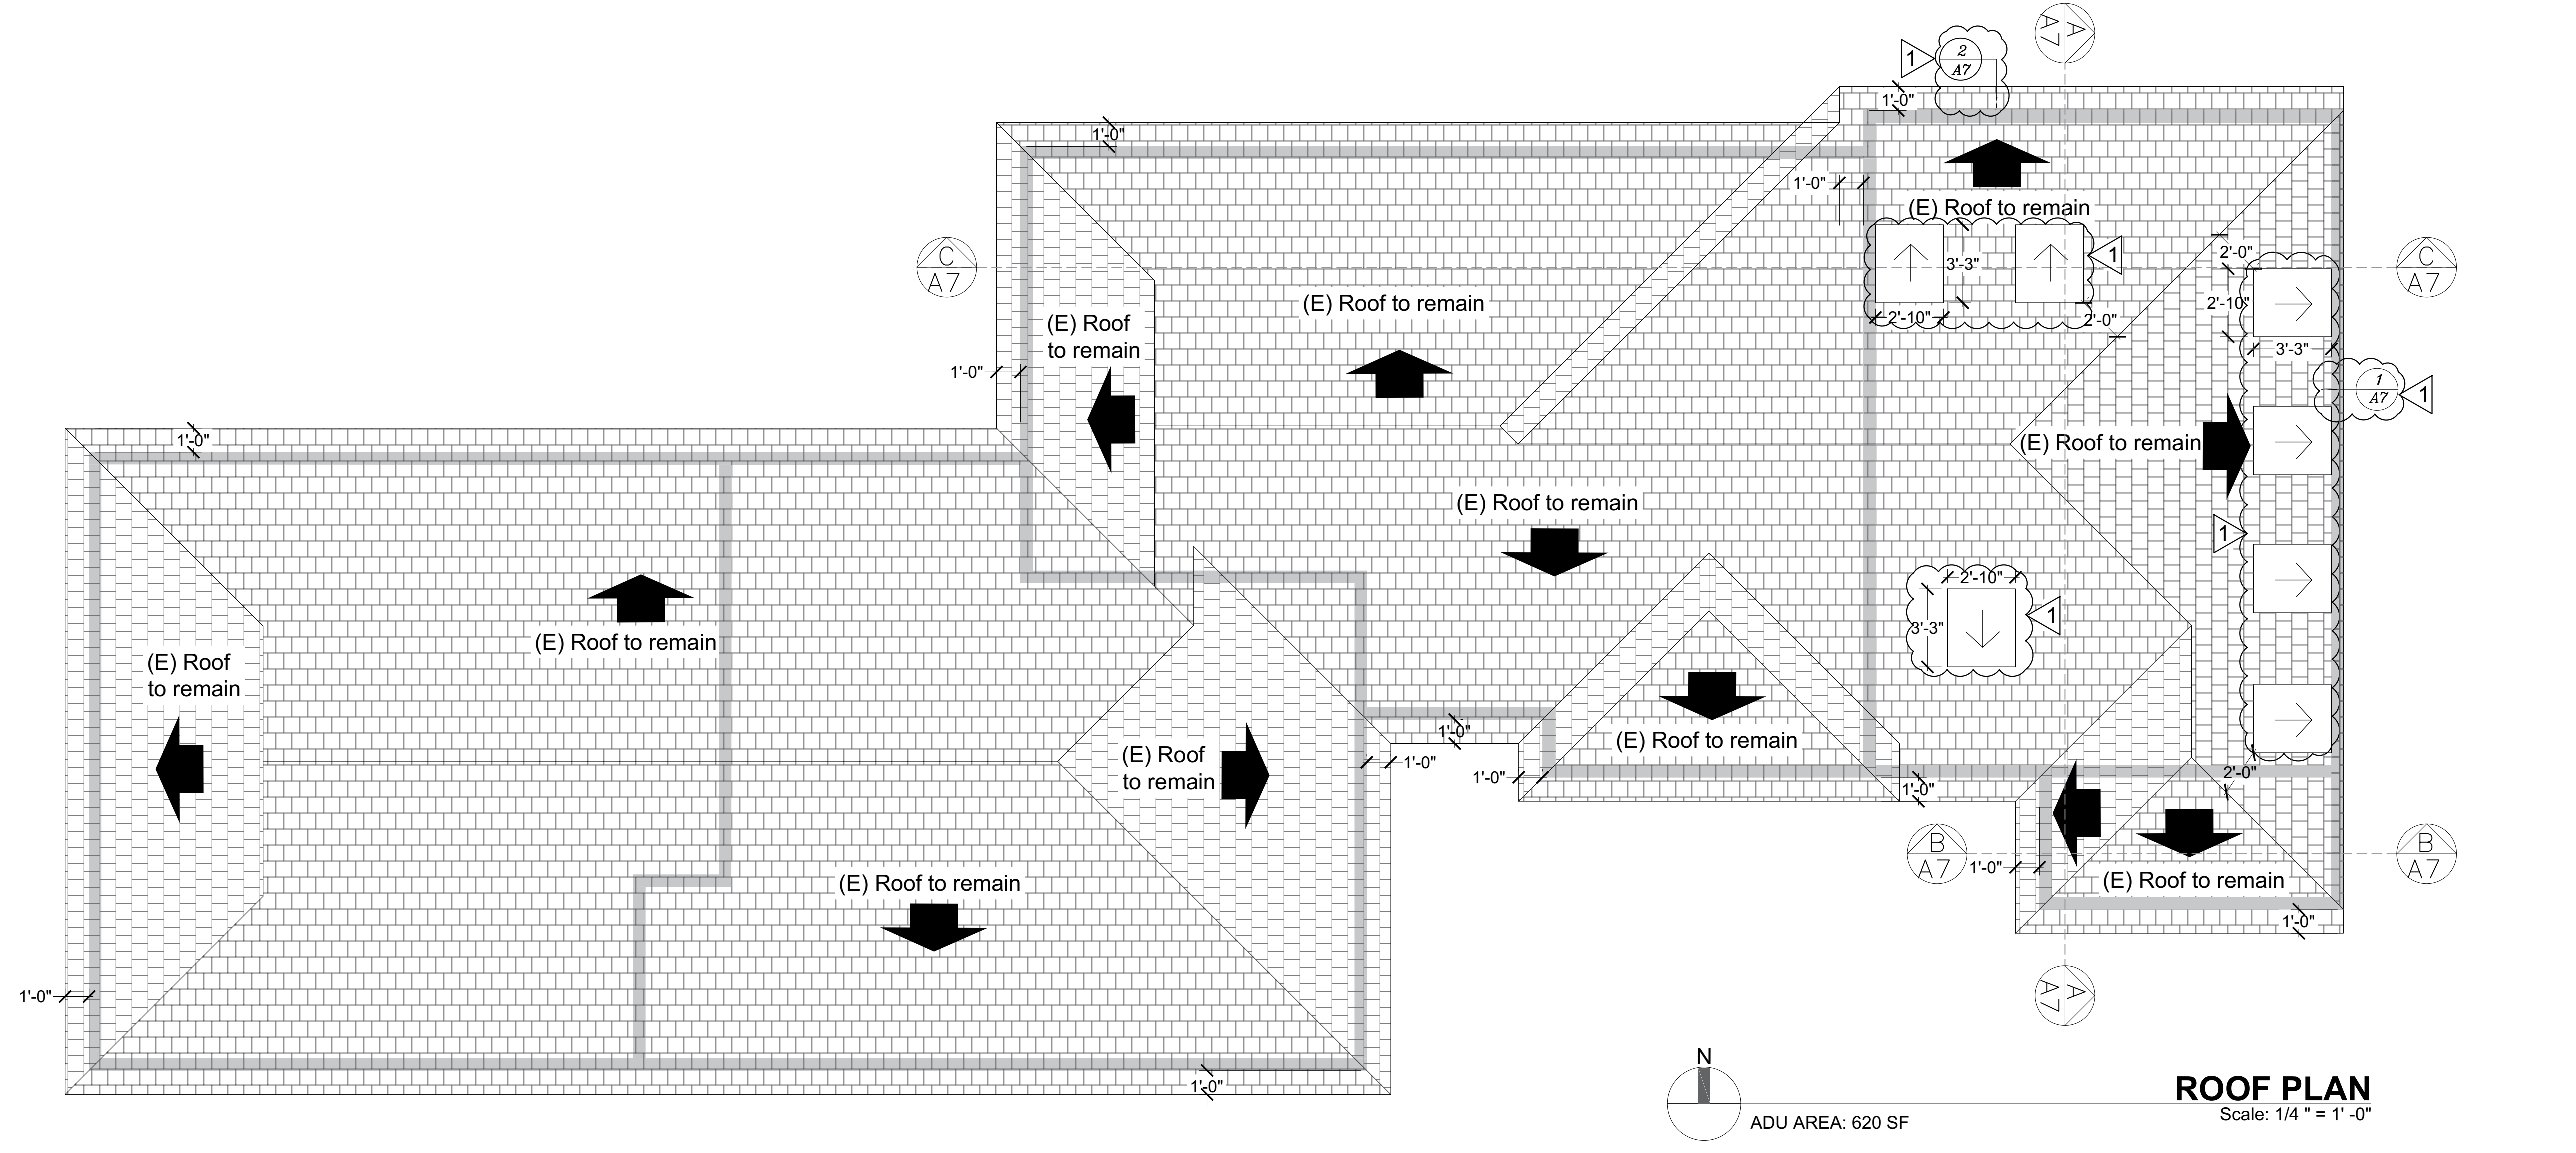 A
A7
1
2
A7
1'-0"
1'-0"
1'-0"
(E) Roof to remain
C
A7
2'-0"
1
3'-3"
C
A7
(E) Roof to remain
2'-10"
2'-10"
2'-0"
(E) Roof
to remain
3'-3"
1'-0"
1
A7
1
1'-0"
(E) Roof to remain
(E) Roof to remain
1
2'-10"
1
3'-3"
(E) Roof to remain
(E) Roof
to remain
(E) Roof to remain
1'-0"
(E) Roof
to remain
1'-0"
1'-0"
2'-0"
1'-0"
B
A7
1'-0"
B
A7
(E) Roof to remain
(E) Roof to remain
1'-0"
1'-0"
A
A7
N
1'-0"
ROOF PLAN
Scale: 1/4 " = 1' -0"
ADU AREA: 620 SF